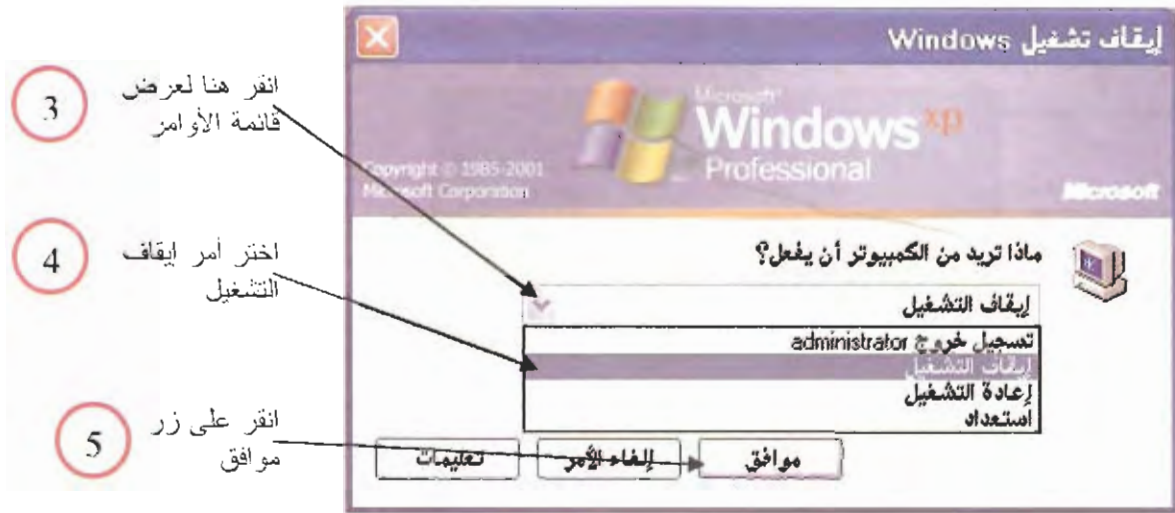 إيقاف تشغيل Windows
Microsoft
Windows xp
Professional
Copyright © 1985-2001
Microsoft Corporation
Microsoft
3
انقر هنا لعرض
قائمة الأوامر
ماذا تريد من الكمبيوتر أن يفعل؟
4
اختر أمر ايقاف
التشغيل
إيقاف التشغيل
تسجيل خروج administrator
إيقاف التشغيل
إعادة التشغيل
استعداد
5
انقر على زر
موافق
موافق
إلغاء الأمر
تعليمات